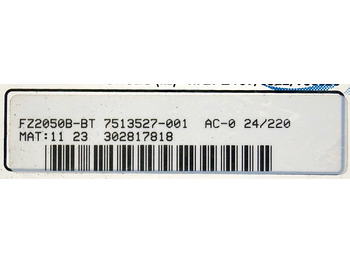 FZ2050B-BT 7513527-001 AC-0 24/220
MAT:11 23 302817818